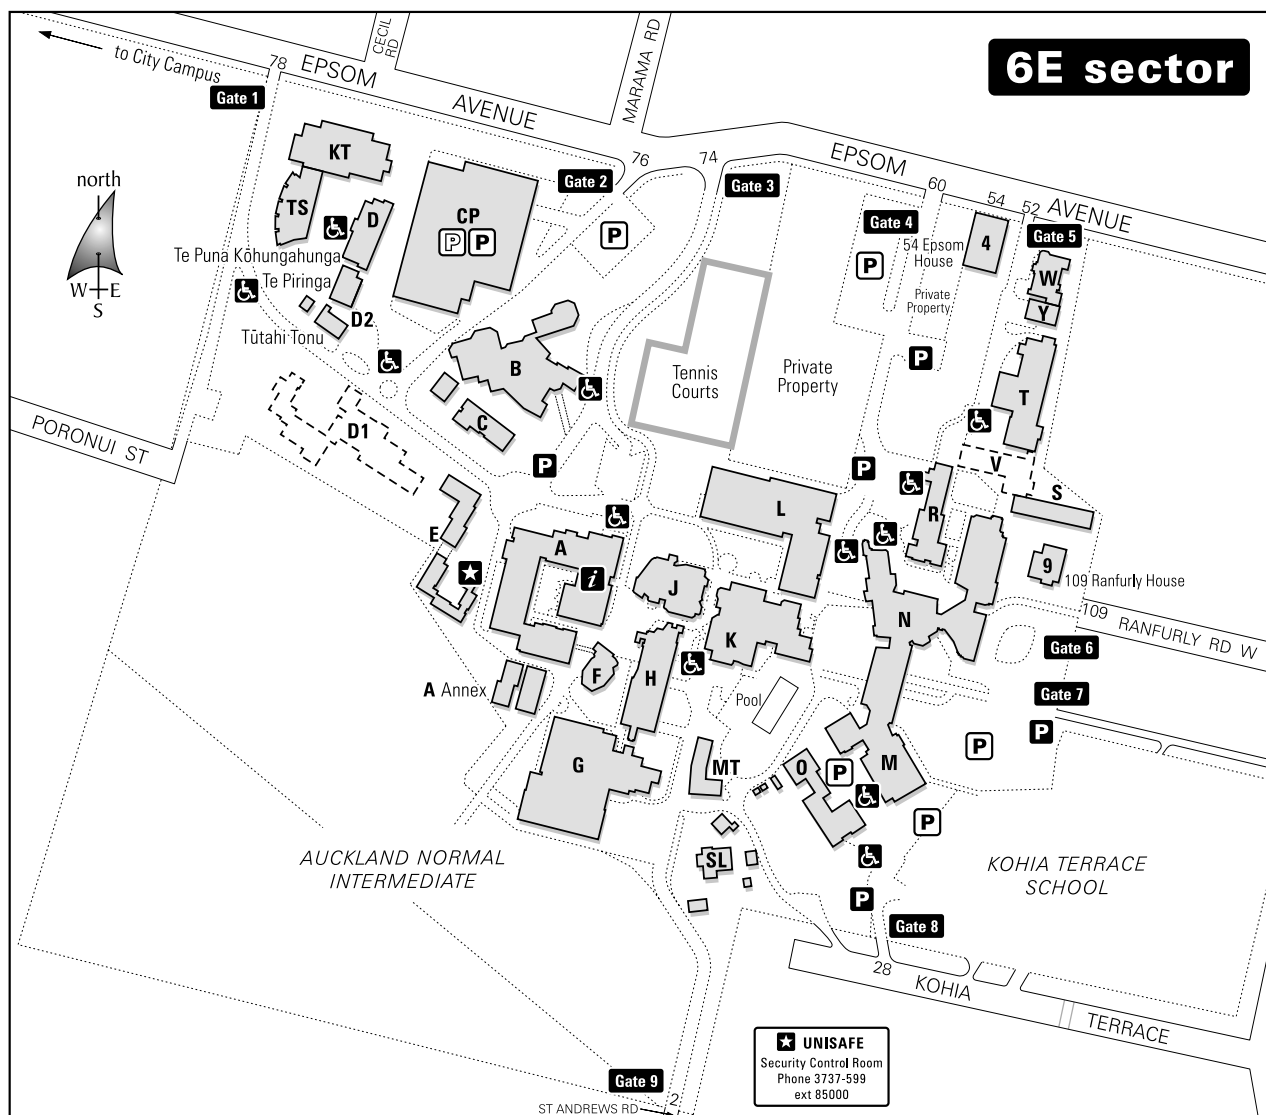 6E sector
to City Campus
78
EPSOM
AVENUE
CECIL
RD
MARAMA RD
Gate 1
76
74
EPSOM
AVENUE
Gate 2
Gate 3
60
54
52
Gate 4
Gate 5
north
W
E
S
KT
TS
D
CP
P
P
P
P
54 Epsom
House
4
W
Y
Te Puna Kōhungahunga
Te Piringa
D2
Tūtahi Tonu
Private
Property
B
P
Tennis
Courts
Private
Property
T
C
D1
PORONUI ST
P
P
V
S
L
R
E
A
i
J
9
109 Ranfurly House
109
RANFURLY RD W
N
K
F
H
Gate 6
A Annex
Pool
Gate 7
P
P
G
MT
O
P
M
P
AUCKLAND NORMAL
INTERMEDIATE
SL
KOHIA TERRACE
SCHOOL
P
Gate 8
28
KOHIA
TERRACE
UNISAFE
Security Control Room
Phone 3737-599
ext 85000
Gate 9
2
ST ANDREWS RD